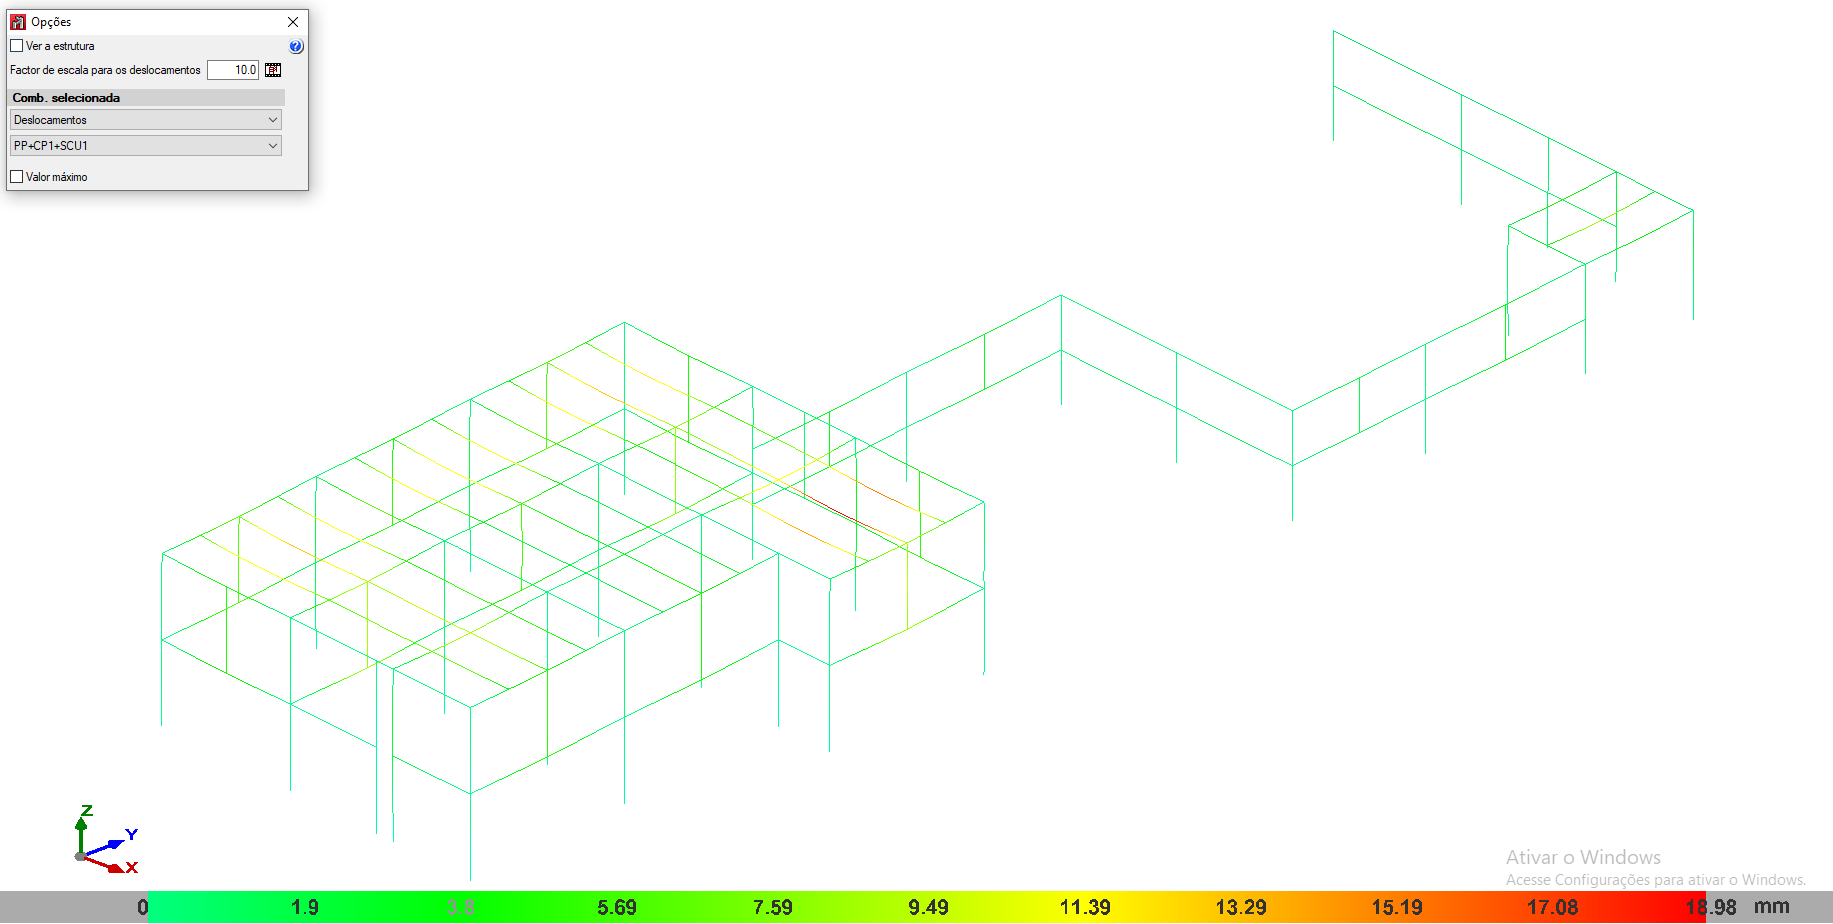 Opções
Ver a estrutura
Factor de escala para os deslocamentos 10.0
Comb. selecionada
Deslocamentos
PP+CP1+SCU1
Valor máximo
Z
Y
X
Ativar o Windows
Acesse Configurações para ativar o Windows.
0 1.9 3.8 5.69 7.59 9.49 11.39 13.29 15.19 17.08 18.98 mm